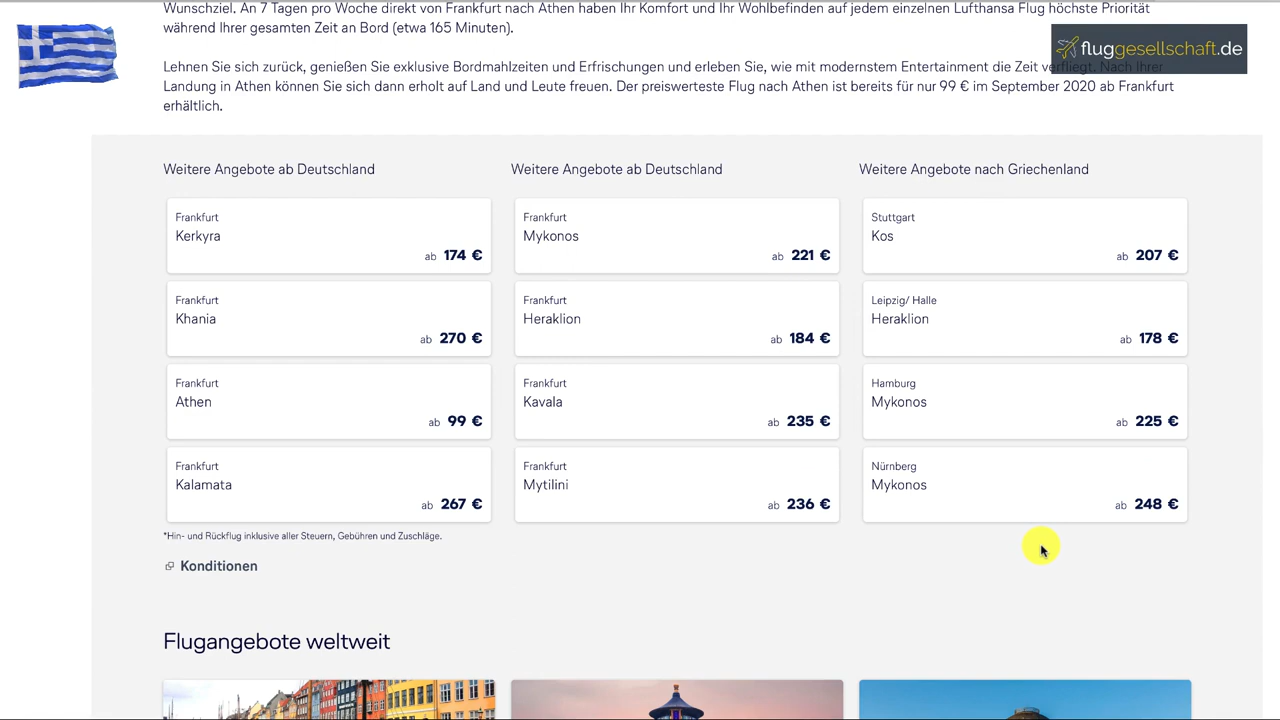 Wunschziel. An 7 Tagen pro Woche direkt von Frankfurt nach Athen haben Ihr Komfort und Ihr Wohlbefinden auf jedem einzelnen Lufthansa Flug höchste Priorität
während Ihrer gesamten Zeit an Bord (etwa 165 Minuten).
fluggesellschaft.de
Lehnen Sie sich zurück, genießen Sie exklusive Bordmahlzeiten und Erfrischungen und erleben Sie, wie mit modernstem Entertainment die Zeit verfliegt. Nach Ihrer
Landung in Athen können Sie sich dann erholt auf Land und Leute freuen. Der preiswerteste Flug nach Athen ist bereits für nur 99 € im September 2020 ab Frankfurt
erhältlich.
Weitere Angebote ab Deutschland
Frankfurt
Kerkyra
ab 174 €
Frankfurt
Khania
ab 270 €
Frankfurt
Athen
ab 99 €
Frankfurt
Kalamata
ab 267 €
Weitere Angebote ab Deutschland
Frankfurt
Mykonos
ab 221 €
Frankfurt
Heraklion
ab 184 €
Frankfurt
Kavala
ab 235 €
Frankfurt
Mytilini
ab 236 €
Weitere Angebote nach Griechenland
Stuttgart
Kos
ab 207 €
Leipzig/ Halle
Heraklion
ab 178 €
Hamburg
Mykonos
ab 225 €
Nürnberg
Mykonos
ab 248 €
*Hin- und Rückflug inklusive aller Steuern, Gebühren und Zuschläge.
Konditionen
Flugangebote weltweit